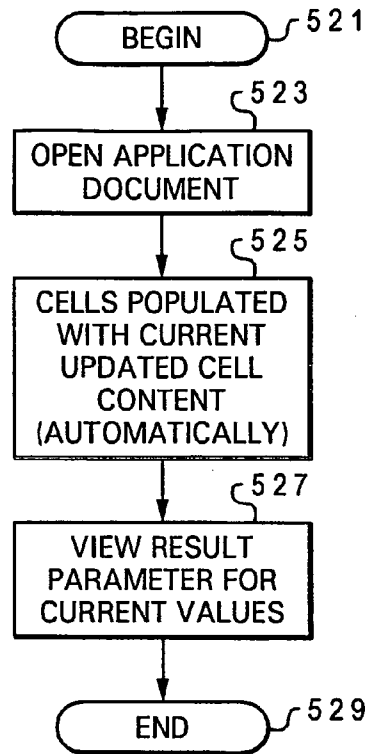 BEGIN
521
523
OPEN APPLICATION
DOCUMENT
525
CELLS POPULATED
WITH CURRENT
UPDATED CELL
CONTENT
(AUTOMATICALLY)
527
VIEW RESULT
PARAMETER FOR
CURRENT VALUES
END
529